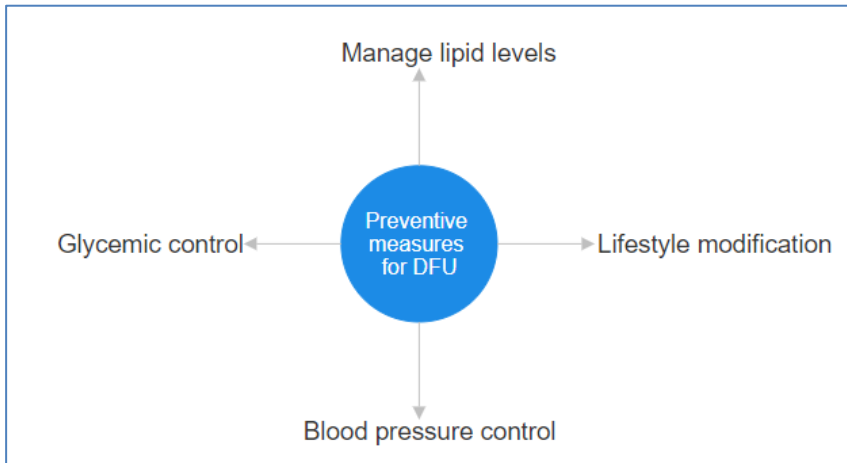 Manage lipid levels
Preventive
measures
for DFU
Glycemic control
Lifestyle modification
Blood pressure control